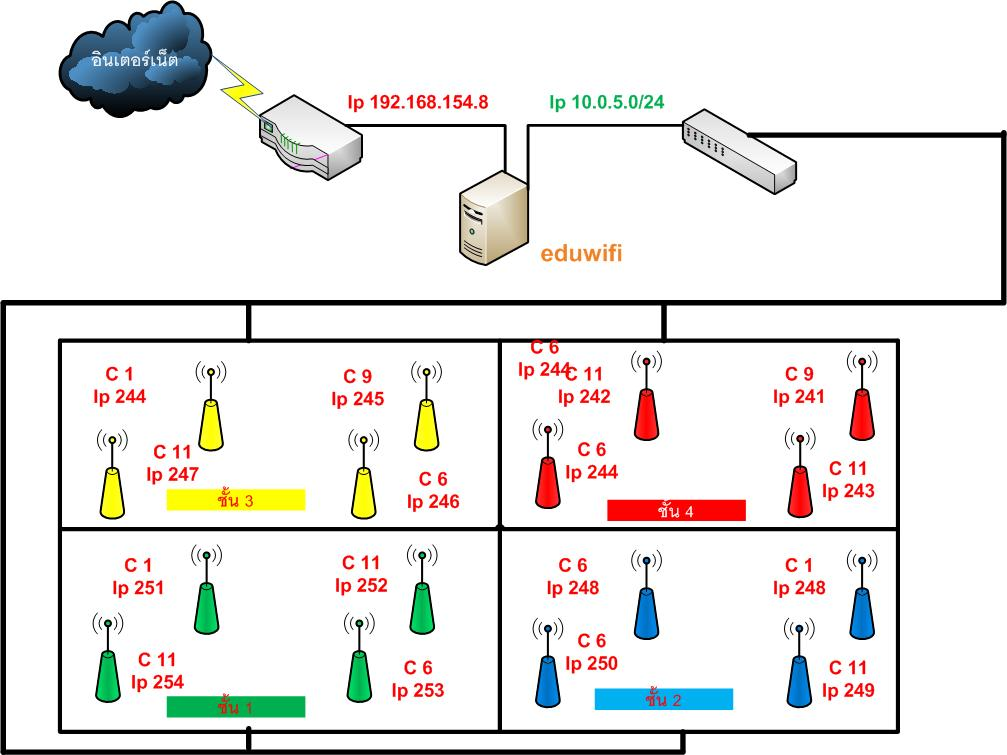 อินเตอร์เน็ต
Ip 192.168.154.8
Ip 10.0.5.0/24
eduwifi
C 1
Ip 244
C 9
Ip 245
C 11
Ip 247
C 6
Ip 246
ชั้น 3
C 6
Ip 244
C 11
Ip 242
C 9
Ip 241
C 6
Ip 244
C 11
Ip 243
ชั้น 4
C 1
Ip 251
C 11
Ip 252
C 11
Ip 254
C 6
Ip 253
ชั้น 1
C 6
Ip 248
C 1
Ip 248
C 6
Ip 250
C 11
Ip 249
ชั้น 2